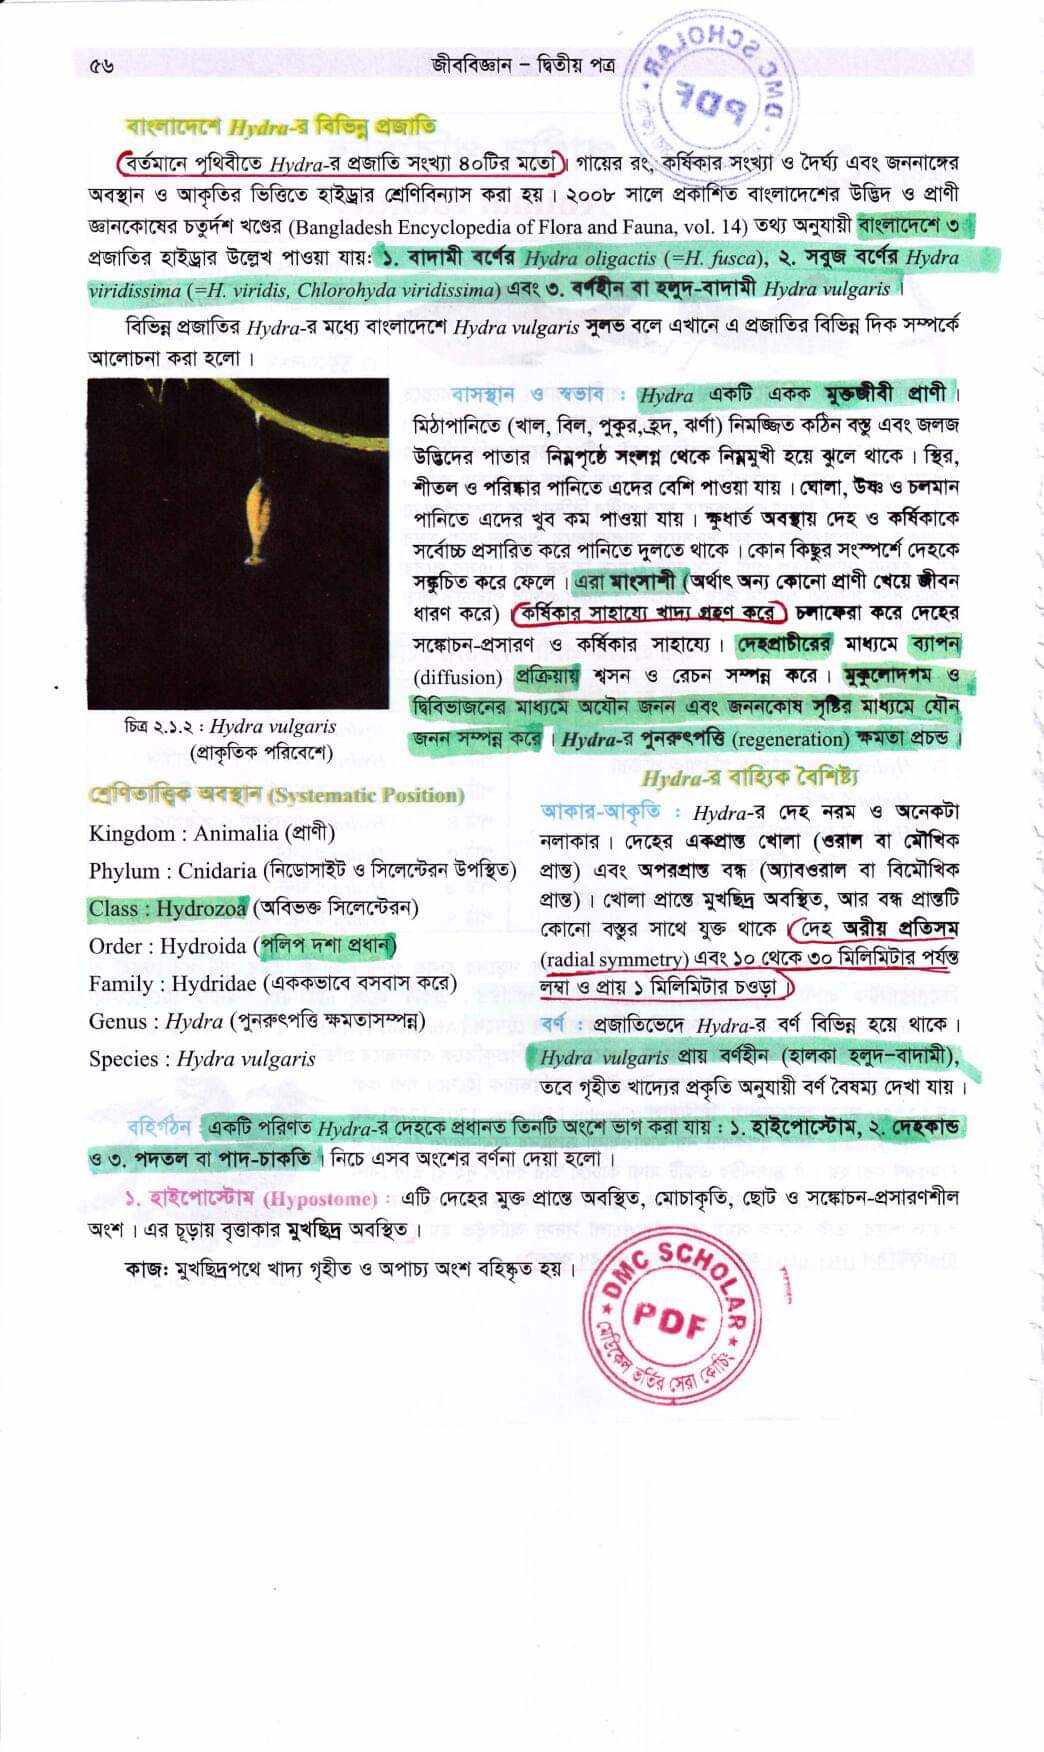 ৫৬
জীববিজ্ঞান – দ্বিতীয় পত্র
DMC SCHOLAR
PDF
বাংলাদেশে Hydra-র বিভিন্ন প্রজাতি
বর্তমানে পৃথিবীতে Hydra-র প্রজাতি সংখ্যা ৪০টির মতো। গায়ের রং, কর্ষিকার সংখ্যা ও দৈর্ঘ্য এবং জননাঙ্গের
অবস্থান ও আকৃতির ভিত্তিতে হাইড্রার শ্রেণিবিন্যাস করা হয়। ২০০৮ সালে প্রকাশিত বাংলাদেশের উদ্ভিদ ও প্রাণী
জ্ঞানকোষের চতুর্দশ খণ্ডের (Bangladesh Encyclopedia of Flora and Fauna, vol. 14) তথ্য অনুযায়ী বাংলাদেশে ৩
প্রজাতির হাইড্রার উল্লেখ পাওয়া যায়: ১. বাদামী বর্ণের Hydra oligactis (=H. fusca), ২. সবুজ বর্ণের Hydra
viridissima (=H. viridis, Chlorohyda viridissima) এবং ৩. বর্ণহীন বা হলুদ-বাদামী Hydra vulgaris ।
বিভিন্ন প্রজাতির Hydra-র মধ্যে বাংলাদেশে Hydra vulgaris সুলভ বলে এখানে এ প্রজাতির বিভিন্ন দিক সম্পর্কে
আলোচনা করা হলো।
বাসস্থান ও স্বভাব : Hydra একটি একক মুক্তজীবী প্রাণী।
মিঠাপানিতে (খাল, বিল, পুকুর, হ্রদ, ঝর্ণা) নিমজ্জিত কঠিন বস্তু এবং জলজ
উদ্ভিদের পাতার নিম্নপৃষ্ঠে সংলগ্ন থেকে নিম্নমুখী হয়ে ঝুলে থাকে। স্থির,
শীতল ও পরিষ্কার পানিতে এদের বেশি পাওয়া যায়। ঘোলা, উষ্ণ ও চলমান
পানিতে এদের খুব কম পাওয়া যায়। ক্ষুধার্ত অবস্থায় দেহ ও কর্ষিকাকে
সর্বোচ্চ প্রসারিত করে পানিতে দুলতে থাকে। কোন কিছুর সংস্পর্শে দেহকে
সঙ্কুচিত করে ফেলে। এরা মাংসাশী (অর্থাৎ অন্য কোনো প্রাণী খেয়ে জীবন
ধারণ করে)। কর্ষিকার সাহায্যে খাদ্য গ্রহণ করে। চলাফেরা করে দেহের
সঙ্কোচন-প্রসারণ ও কর্ষিকার সাহায্যে। দেহপ্রাচীরের মাধ্যমে ব্যাপন
(diffusion) প্রক্রিয়ায় শ্বসন ও রেচন সম্পন্ন করে। মুকুলোদগম ও
দ্বিবিভাজনের মাধ্যমে অযৌন জনন এবং জননকোষ সৃষ্টির মাধ্যমে যৌন
জনন সম্পন্ন করে। Hydra-র পুনরুৎপত্তি (regeneration) ক্ষমতা প্রচন্ড।
চিত্র ২.১.২ : Hydra vulgaris
(প্রাকৃতিক পরিবেশে)
শ্রেণিতাত্ত্বিক অবস্থান (Systematic Position)
Kingdom : Animalia (প্রাণী)
Phylum : Cnidaria (নিডোসাইট ও সিলেন্টেরন উপস্থিত)
Class : Hydrozoa (অবিভক্ত সিলেন্টেরন)
Order : Hydroida (পলিপ দশা প্রধান)
Family : Hydridae (এককভাবে বসবাস করে)
Genus : Hydra (পুনরুৎপত্তি ক্ষমতাসম্পন্ন)
Species : Hydra vulgaris
Hydra-র বাহ্যিক বৈশিষ্ট্য
আকার-আকৃতি : Hydra-র দেহ নরম ও অনেকটা
নলাকার। দেহের একপ্রান্ত খোলা (ওরাল বা মৌখিক
প্রান্ত) এবং অপরপ্রান্ত বন্ধ (অ্যাবওরাল বা বিমৌখিক
প্রান্ত)। খোলা প্রান্তে মুখছিদ্র অবস্থিত, আর বন্ধ প্রান্তটি
কোনো বস্তুর সাথে যুক্ত থাকে। দেহ অরীয় প্রতিসম
(radial symmetry) এবং ১০ থেকে ৩০ মিলিমিটার পর্যন্ত
লম্বা ও প্রায় ১ মিলিমিটার চওড়া।
বর্ণ : প্রজাতিভেদে Hydra-র বর্ণ বিভিন্ন হয়ে থাকে।
Hydra vulgaris প্রায় বর্ণহীন (হালকা হলুদ-বাদামী),
তবে গৃহীত খাদ্যের প্রকৃতি অনুযায়ী বর্ণ বৈষম্য দেখা যায়।
বহির্গঠন : একটি পরিণত Hydra-র দেহকে প্রধানত তিনটি অংশে ভাগ করা যায় : ১. হাইপোস্টোম, ২. দেহকান্ড
ও ৩. পদতল বা পাদ-চাকতি। নিচে এসব অংশের বর্ণনা দেয়া হলো।
১. হাইপোস্টোম (Hypostome) : এটি দেহের মুক্ত প্রান্তে অবস্থিত, মোচাকৃতি, ছোট ও সঙ্কোচন-প্রসারণশীল
অংশ। এর চূড়ায় বৃত্তাকার মুখছিদ্র অবস্থিত।
কাজ: মুখছিদ্রপথে খাদ্য গৃহীত ও অপাচ্য অংশ বহিষ্কৃত হয়।
DMC SCHOLAR
PDF
মেডিকেল ভর্তির সেরা কোচিং